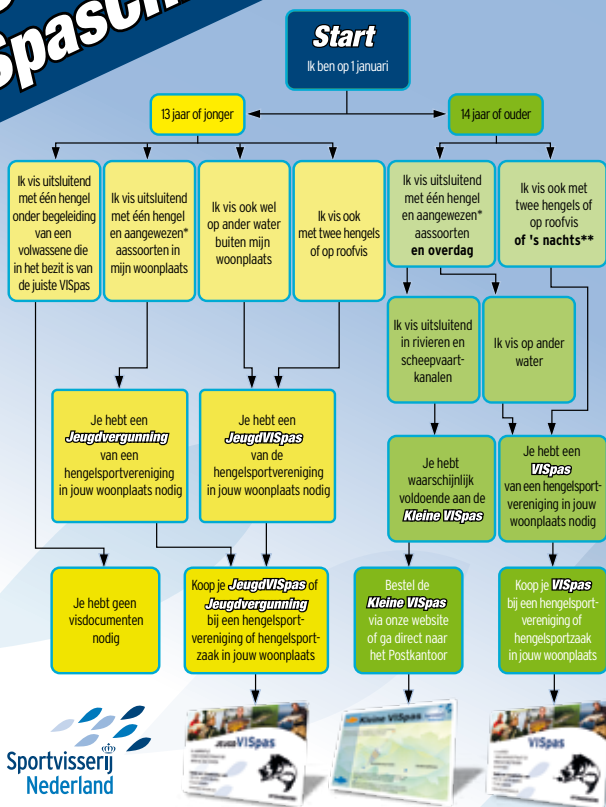 Spasch
Start
Ik ben op 1 januari
13 jaar of jonger
14 jaar of ouder
Ik vis uitsluitend
met één hengel
onder begeleiding
van een
volwassene die
in het bezit is van
de juiste VISpas
Ik vis uitsluitend
met één hengel
en aangewezen*
aassoorten in
mijn woonplaats
Ik vis ook wel
op ander water
buiten mijn
woonplaats
Ik vis ook
met twee hengels
of op roofvis
Ik vis uitsluitend
met één hengel
en aangewezen*
aassoorten
en overdag
Ik vis ook met
twee hengels of
op roofvis
of 's nachts**
Ik vis uitsluitend
in rivieren en
scheepvaart-
kanalen
Ik vis op ander
water
Je hebt een
Jeugdvergunning
van een
hengelsportvereniging
in jouw woonplaats nodig
Je hebt een
JeugdVISpas
van de
hengelsportvereniging
in jouw woonplaats nodig
Je hebt
waarschijnlijk
voldoende aan de
Kleine VISpas
Je hebt een
VISpas
van een hengelsport-
vereniging in jouw
woonplaats nodig
Je hebt geen
visdocumenten
nodig
Koop je JeugdVISpas of
Jeugdvergunning
bij een hengelsport-
vereniging of hengelsport-
zaak in jouw woonplaats
Bestel de
Kleine VISpas
via onze website
of ga direct naar
het Postkantoor
Koop je VISpas
bij een hengelsport-
vereniging of
hengelsportzaak
in jouw woonplaats
Sportvisserij
Nederland
JEUGD VISpas
Kleine VISpas
VISpas